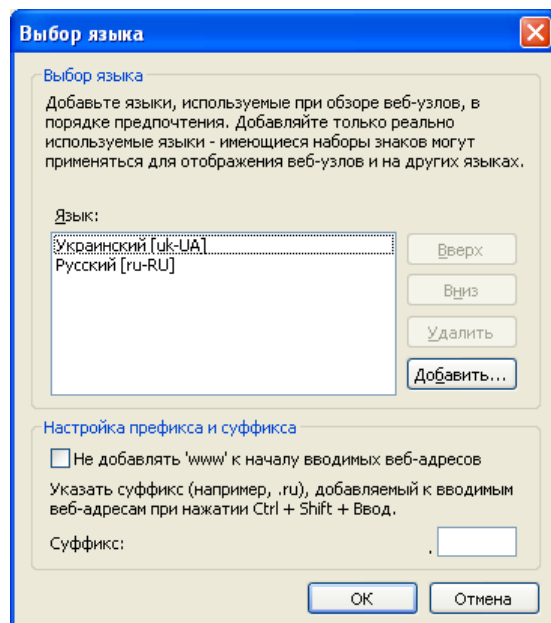 Выбор языка
Выбор языка
Добавьте языки, используемые при обзоре веб-узлов, в
порядке предпочтения. Добавляйте только реально
используемые языки - имеющиеся наборы знаков могут
применяться для отображения веб-узлов и на других языках.
Язык:
Украинский [uk-UA]
Русский [ru-RU]
Вверх
Вниз
Удалить
Добавить...
Настройка префикса и суффикса
Не добавлять 'www' к началу вводимых веб-адресов
Указать суффикс (например, .ru), добавляемый к вводимым
веб-адресам при нажатии Ctrl + Shift + Ввод.
Суффикс: .
ОК Отмена